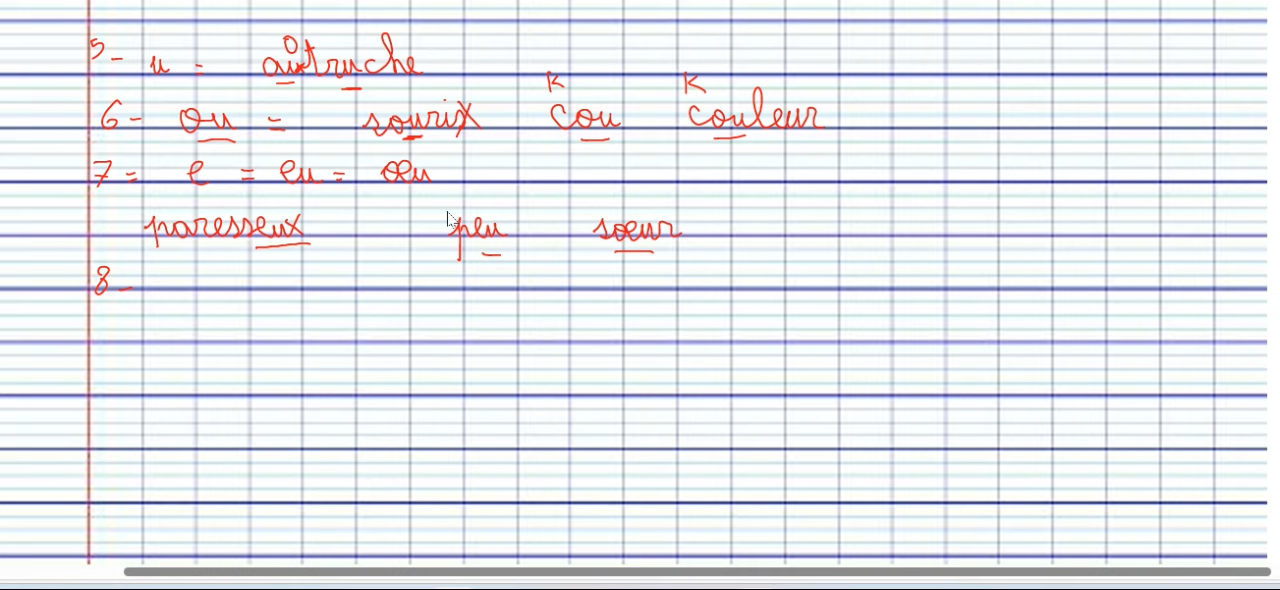 5- u = autruche
6- ou = souris cou couleur
7= e = eu = œu
paresseux peu sœur
8-